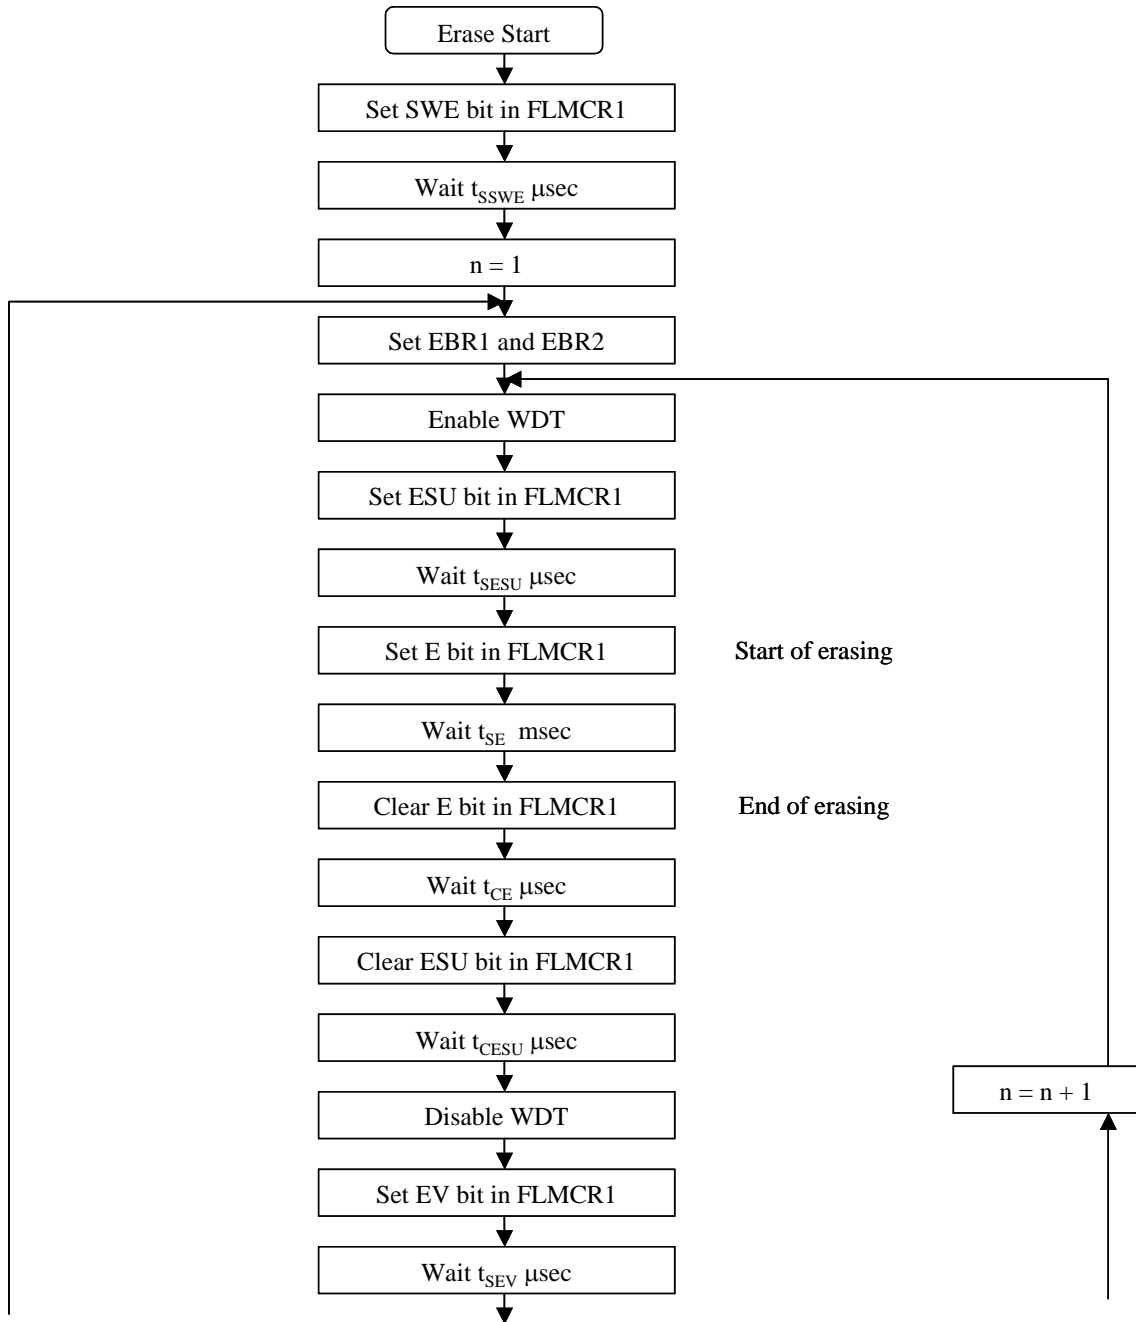 Erase Start
Set SWE bit in FLMCR1
Wait tSSWE μsec
n = 1
Set EBR1 and EBR2
Enable WDT
Set ESU bit in FLMCR1
Wait tSESU μsec
Set E bit in FLMCR1
Start of erasing
Wait tSE msec
Clear E bit in FLMCR1
End of erasing
Wait tCE μsec
Clear ESU bit in FLMCR1
Wait tCESU μsec
n = n + 1
Disable WDT
Set EV bit in FLMCR1
Wait tSEV μsec